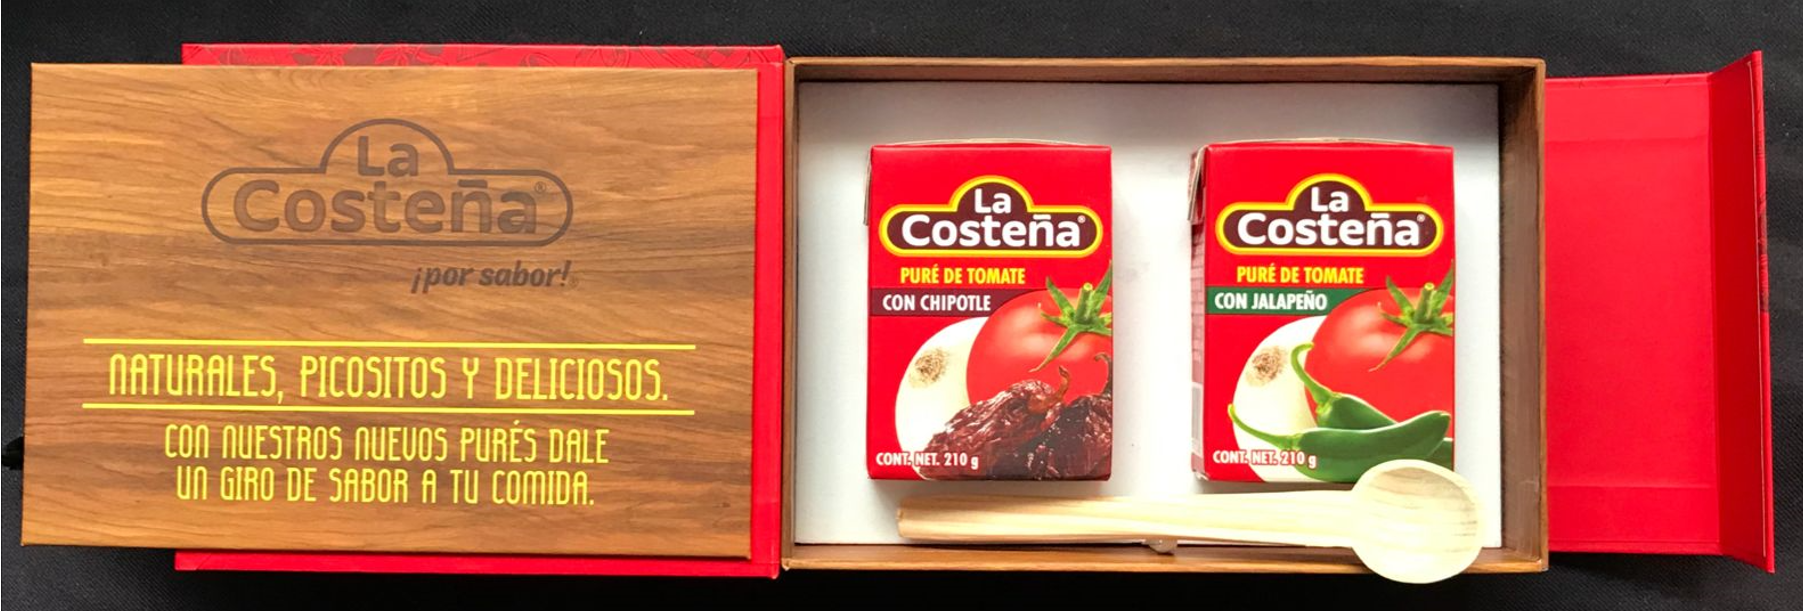 La
Costeña®
¡por sabor!®
NATURALES, PICOSITOS Y DELICIOSOS.
CON NUESTROS NUEVOS PURÉS DALE
UN GIRO DE SABOR A TU COMIDA.
La
Costeña®
PURÉ DE TOMATE
CON CHIPOTLE
CONT. NET. 210 g
La
Costeña®
PURÉ DE TOMATE
CON JALAPEÑO
CONT. NET. 210 g